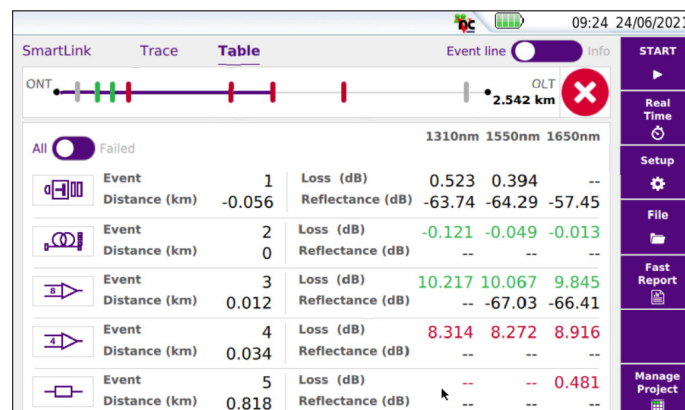 09:24 24/06/2021
SmartLink Trace Table Event line Info
START
ONT OLT
2.542 km
Real
Time
All Failed
1310nm 1550nm 1650nm
Setup
Event 1 Loss (dB) 0.523 0.394 --
Distance (km) -0.056 Reflectance (dB) -63.74 -64.29 -57.45
File
Event 2 Loss (dB) -0.121 -0.049 -0.013
Distance (km) 0 Reflectance (dB) -- -- --
Fast
Report
8
Event 3 Loss (dB) 10.217 10.067 9.845
Distance (km) 0.012 Reflectance (dB) -- -67.03 -66.41
4
Event 4 Loss (dB) 8.314 8.272 8.916
Distance (km) 0.034 Reflectance (dB) -- -- --
Manage
Project
Event 5 Loss (dB) -- -- 0.481
Distance (km) 0.818 Reflectance (dB) -- -- --